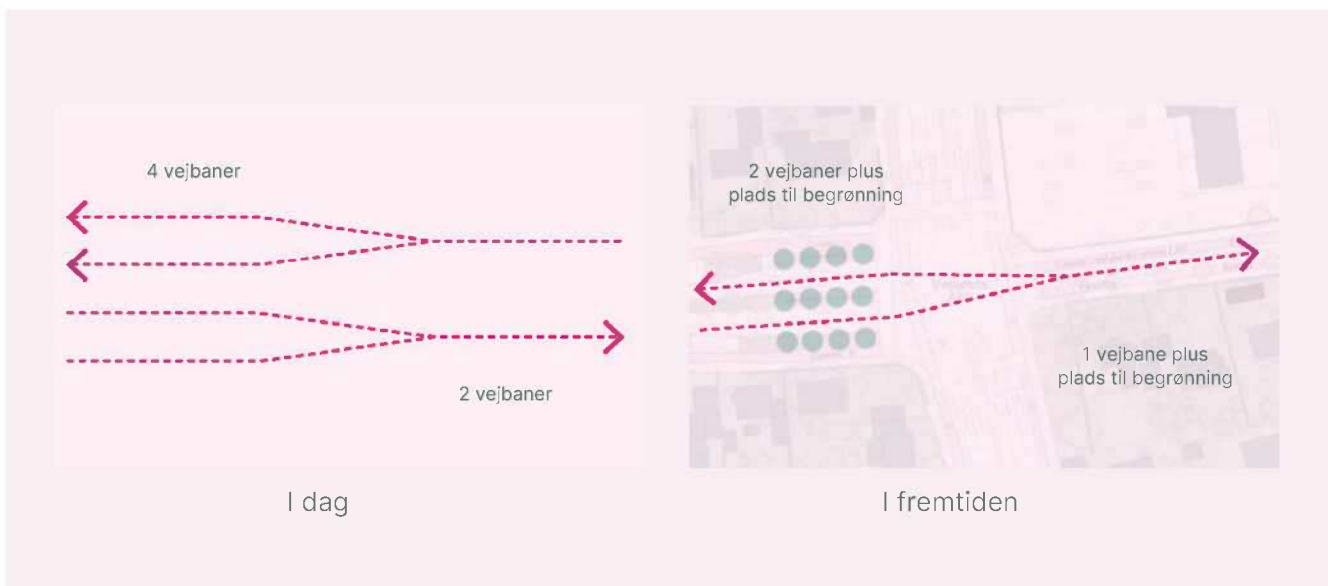 4 vejbaner
2 vejbaner
I dag
2 vejbaner plus
plads til begrønning
1 vejbane plus
plads til begrønning
I fremtiden